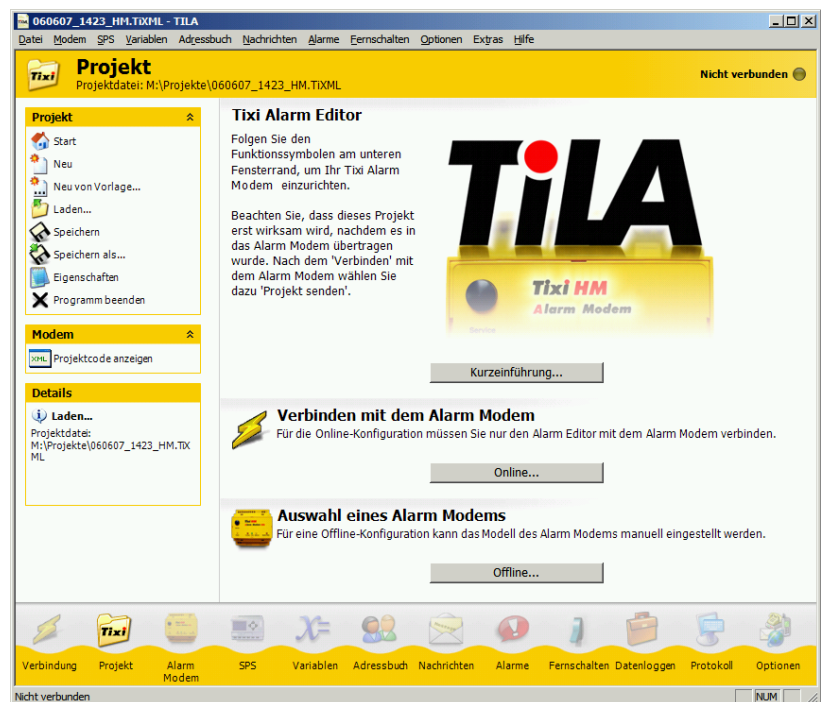 060607_1423_HM.TiXML - TILA
Datei Modem SPS Variablen Adressbuch Nachrichten Alarme Fernschalten Optionen Extras Hilfe
Tixi
Projekt
Projektdatei: M:\Projekte\060607_1423_HM.TiXML
Nicht verbunden
Projekt
Start
Neu
Neu von Vorlage...
Laden...
Speichern
Speichern als...
Eigenschaften
Programm beenden
Modem
XML Projektcode anzeigen
Details
Laden...
Projektdatei:
M:\Projekte\060607_1423_HM.TiX
ML
Tixi Alarm Editor
Folgen Sie den
Funktionssymbolen am unteren
Fensterrand, um Ihr Tixi Alarm
Modem einzurichten.
Beachten Sie, dass dieses Projekt
erst wirksam wird, nachdem es in
das Alarm Modem übertragen
wurde. Nach dem 'Verbinden' mit
dem Alarm Modem wählen Sie
dazu 'Projekt senden'.
TiLA
Tixi HM
Alarm Modem
Service
Kurzeinführung...
Verbinden mit dem Alarm Modem
Für die Online-Konfiguration müssen Sie nur den Alarm Editor mit dem Alarm Modem verbinden.
Online...
Auswahl eines Alarm Modems
Für eine Offline-Konfiguration kann das Modell des Alarm Modems manuell eingestellt werden.
Offline...
Tixi
X=
Verbindung Projekt Alarm Modem SPS Variablen Adressbuch Nachrichten Alarme Fernschalten Datenloggen Protokoll Optionen
Nicht verbunden
NUM